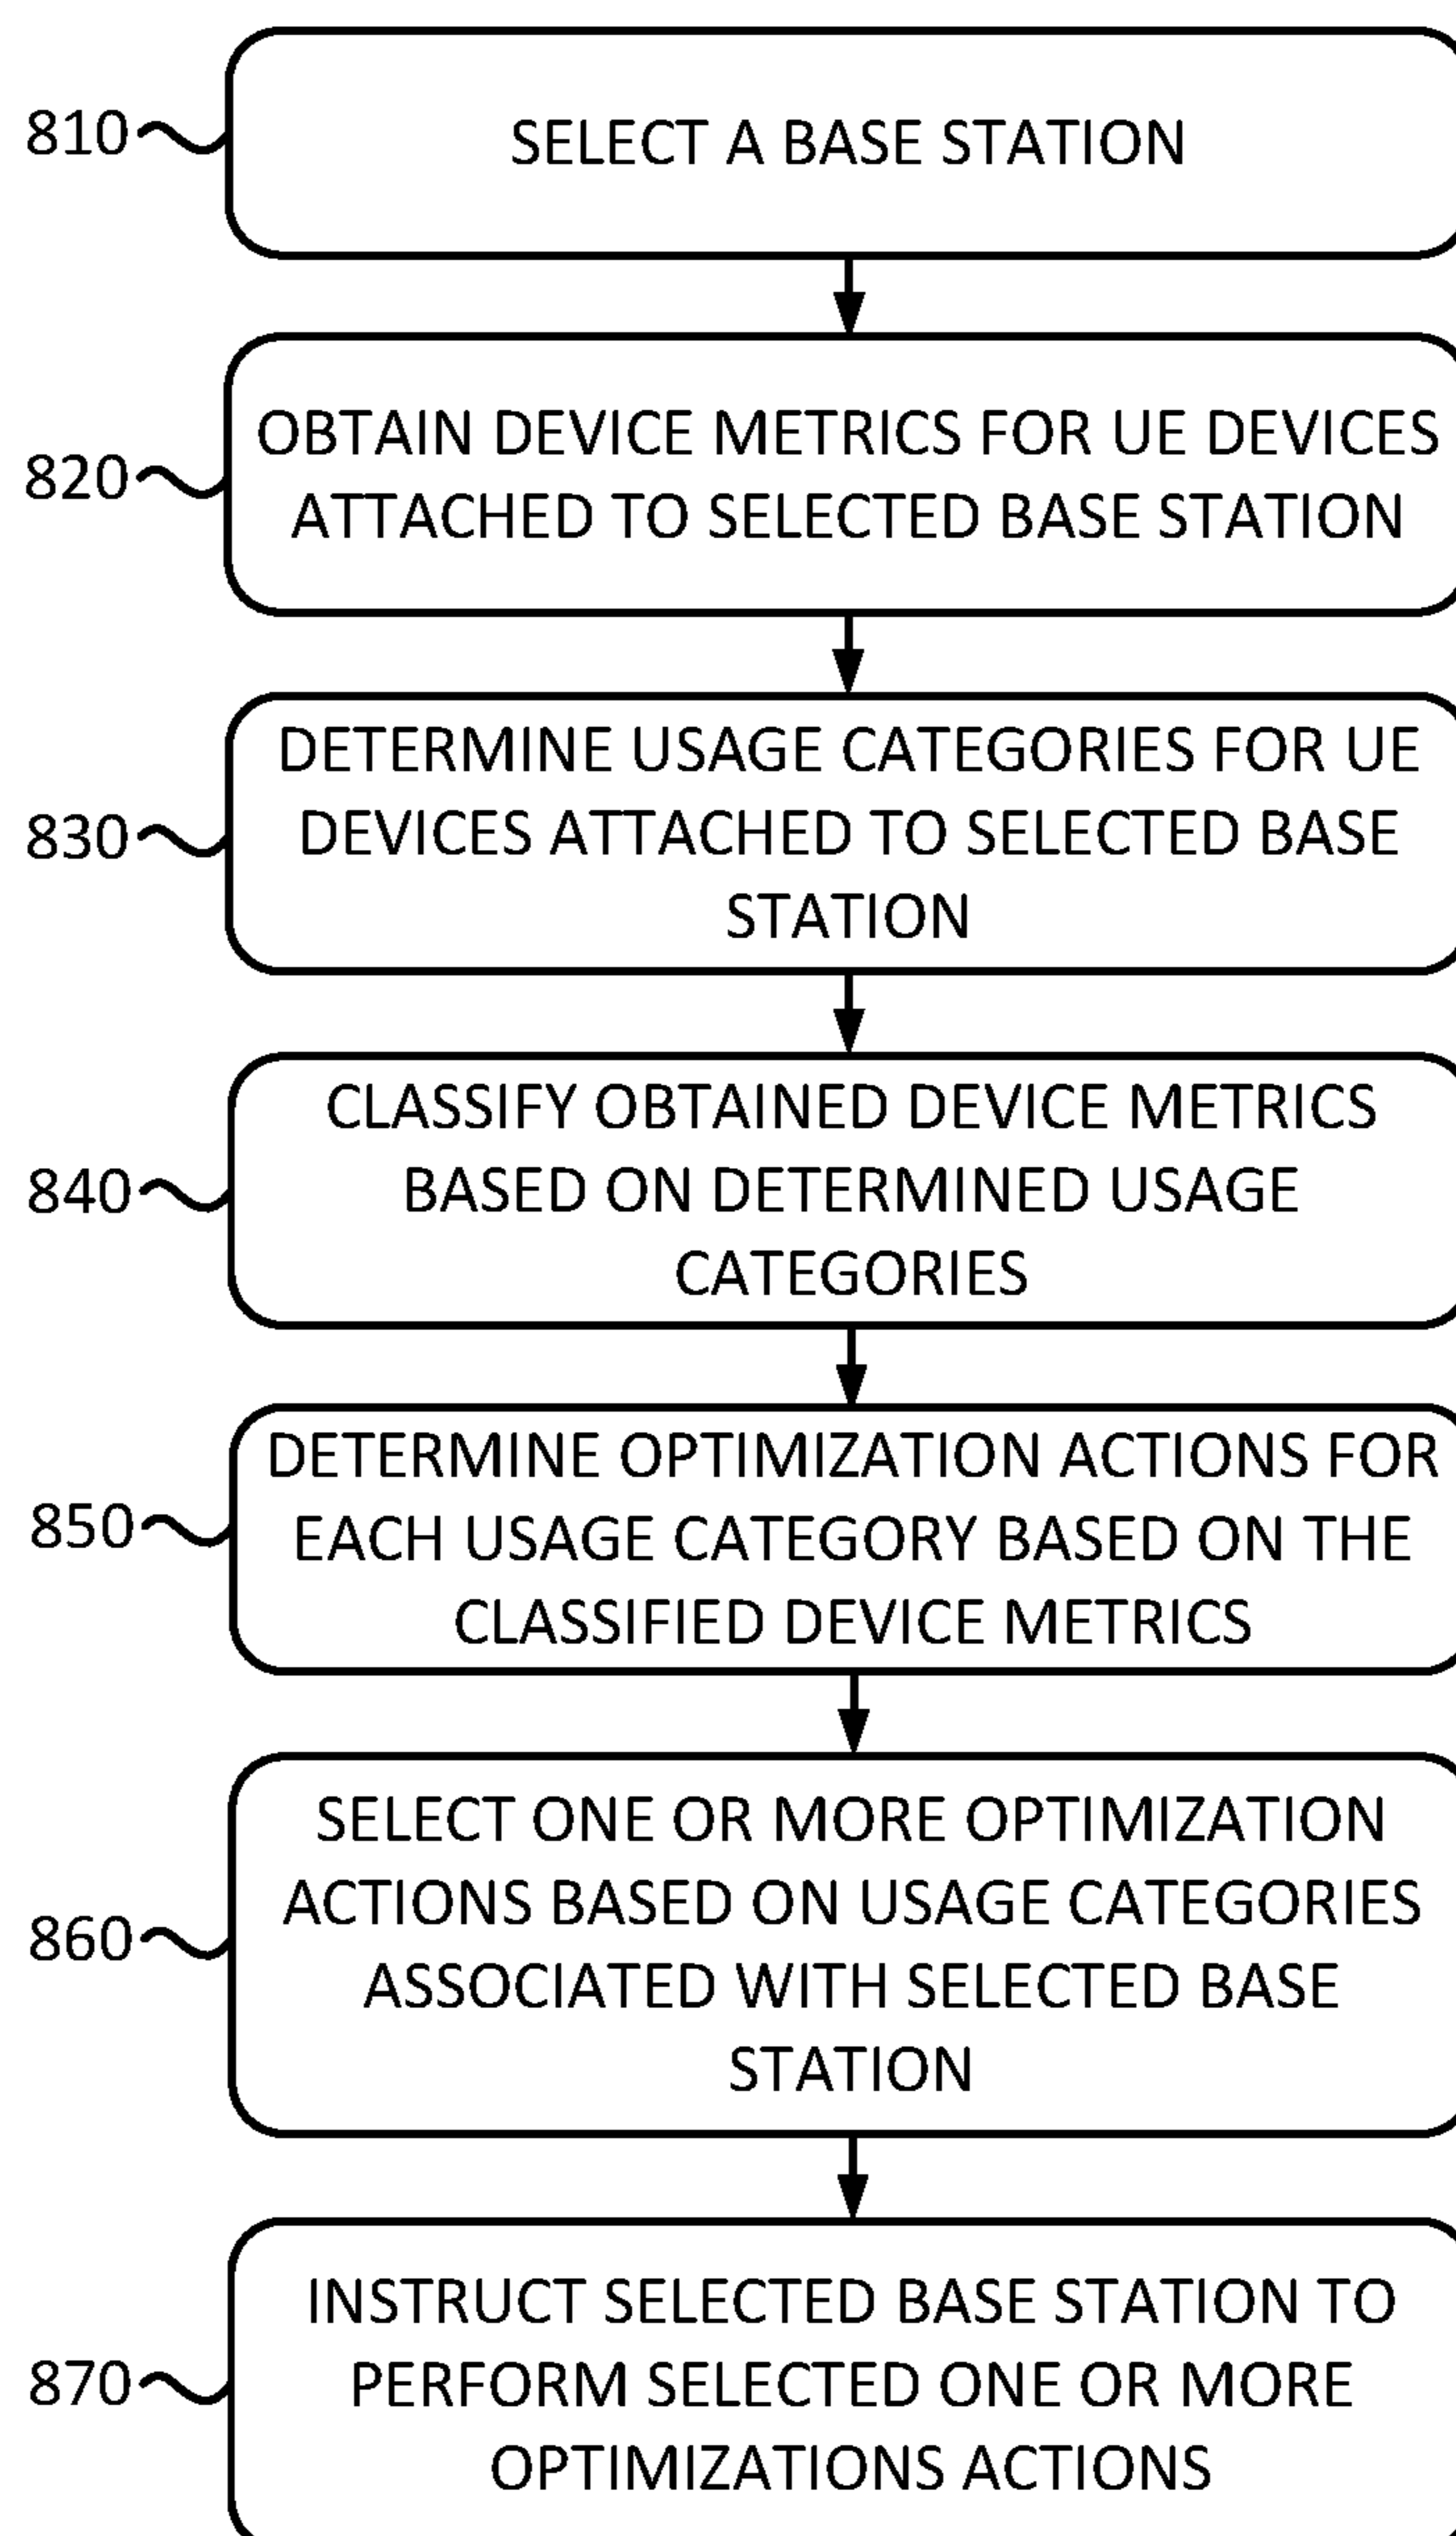 810
SELECT A BASE STATION
820
OBTAIN DEVICE METRICS FOR UE DEVICES
ATTACHED TO SELECTED BASE STATION
830
DETERMINE USAGE CATEGORIES FOR UE
DEVICES ATTACHED TO SELECTED BASE
STATION
840
CLASSIFY OBTAINED DEVICE METRICS
BASED ON DETERMINED USAGE
CATEGORIES
850
DETERMINE OPTIMIZATION ACTIONS FOR
EACH USAGE CATEGORY BASED ON THE
CLASSIFIED DEVICE METRICS
860
SELECT ONE OR MORE OPTIMIZATION
ACTIONS BASED ON USAGE CATEGORIES
ASSOCIATED WITH SELECTED BASE
STATION
870
INSTRUCT SELECTED BASE STATION TO
PERFORM SELECTED ONE OR MORE
OPTIMIZATIONS ACTIONS